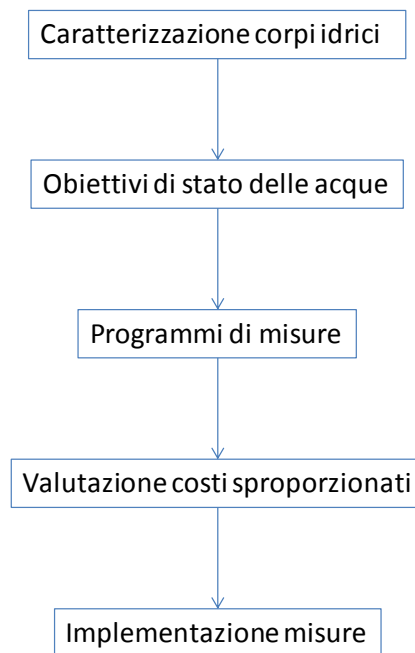 Caratterizzazione corpi idrici
Obiettivi di stato delle acque
Programmi di misure
Valutazione costi sproporzionati
Implementazione misure